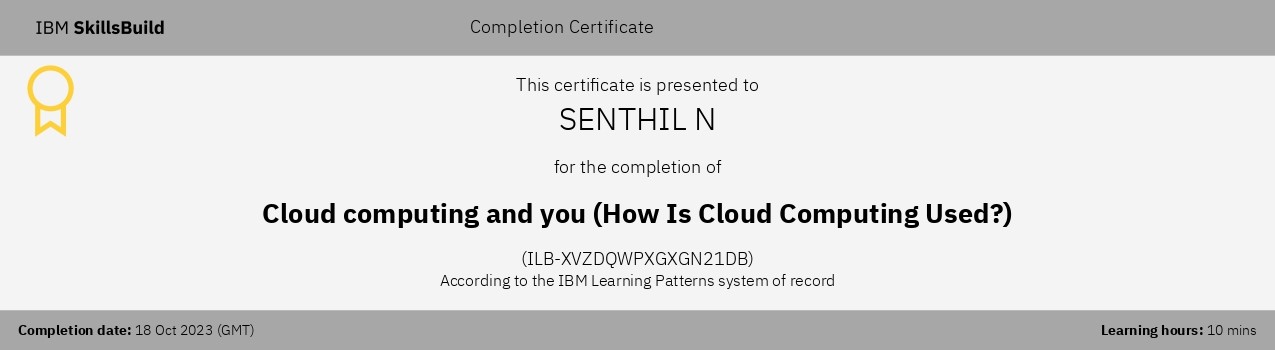 IBM SkillsBuild
Completion Certificate
This certificate is presented to
SENTHIL N
for the completion of
Cloud computing and you (How Is Cloud Computing Used?)
(ILB-XVZDQWPXGXGN21DB)
According to the IBM Learning Patterns system of record
Completion date: 18 Oct 2023 (GMT)
Learning hours: 10 mins